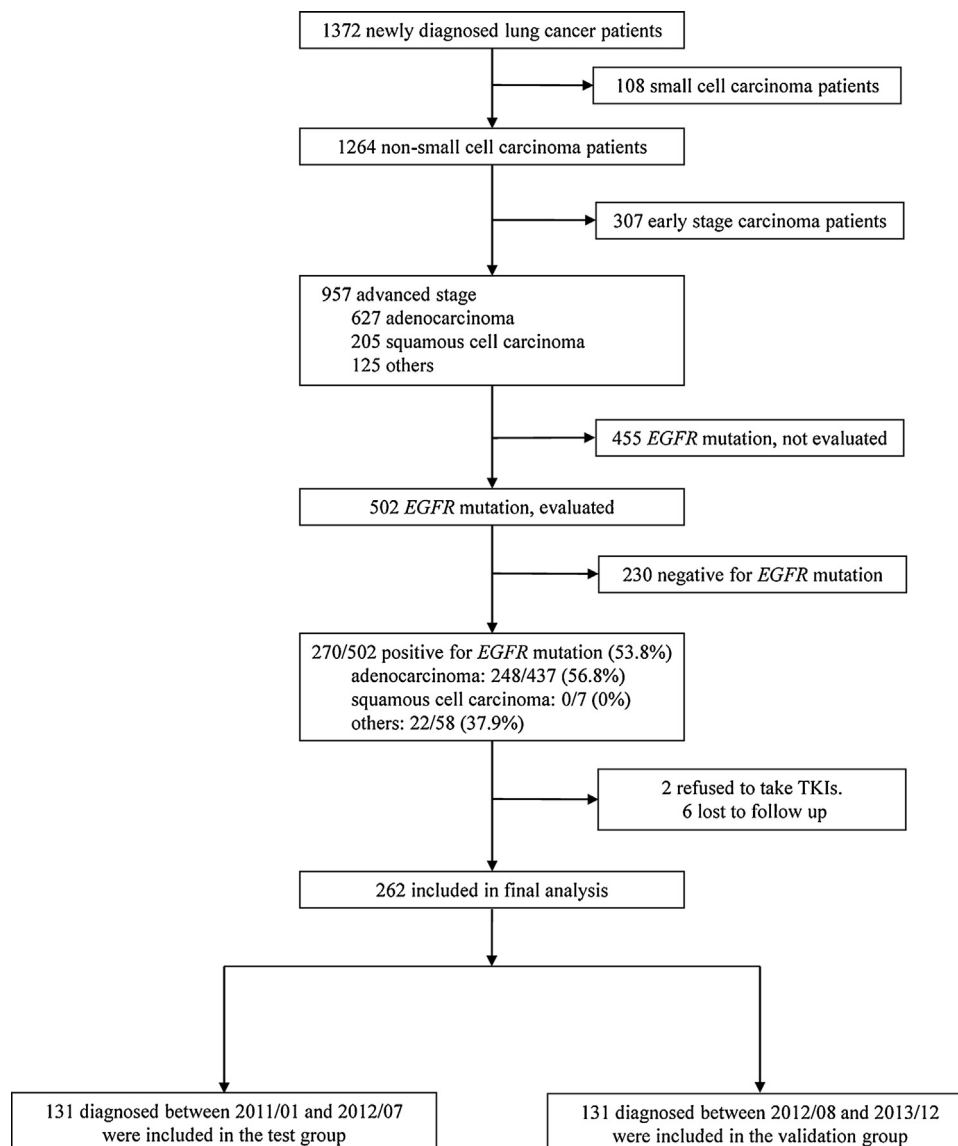 1372 newly diagnosed lung cancer patients
108 small cell carcinoma patients
1264 non-small cell carcinoma patients
307 early stage carcinoma patients
957 advanced stage
627 adenocarcinoma
205 squamous cell carcinoma
125 others
455 EGFR mutation, not evaluated
502 EGFR mutation, evaluated
230 negative for EGFR mutation
270/502 positive for EGFR mutation (53.8%)
adenocarcinoma: 248/437 (56.8%)
squamous cell carcinoma: 0/7 (0%)
others: 22/58 (37.9%)
2 refused to take TKIs.
6 lost to follow up
262 included in final analysis
131 diagnosed between 2011/01 and 2012/07
were included in the test group
131 diagnosed between 2012/08 and 2013/12
were included in the validation group